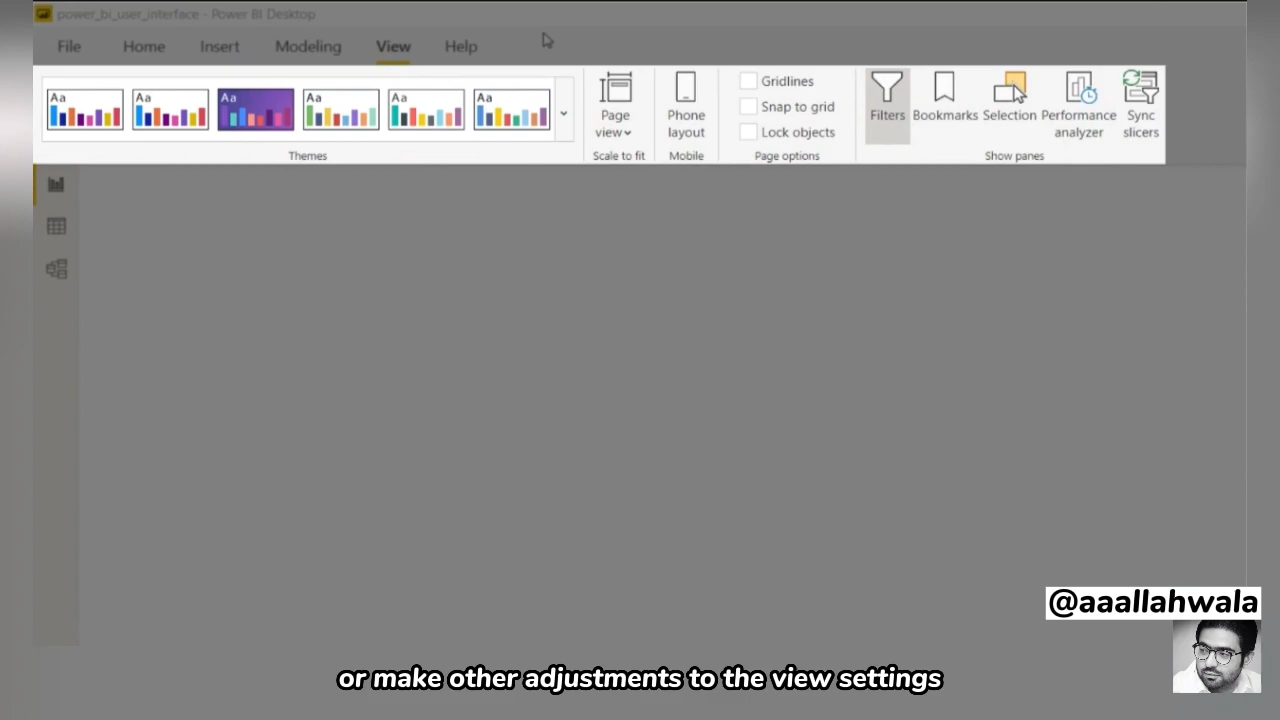 power_bi_user_interface - Power BI Desktop
File Home Insert Modeling View Help
Aa Aa Aa Aa Aa Aa
Page view
Phone layout
Gridlines
Snap to grid
Lock objects
Filters
Bookmarks
Selection
Performance analyzer
Sync slicers
Themes
Scale to fit
Mobile
Page options
Show panes
@aaallahwala
or make other adjustments to the view settings